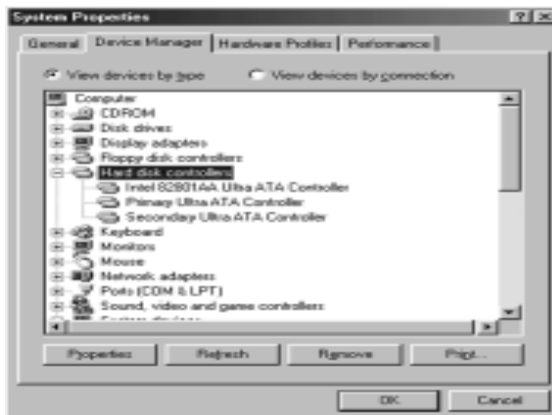 System Properties
General Device Manager Hardware Profiles Performance
View devices by type View devices by connection
Computer
CDROM
Disk drives
Display adapters
Floppy disk controllers
Hard disk controllers
Intel 82801AA Ultra ATA Controller
Primary Ultra ATA Controller
Secondary Ultra ATA Controller
Keyboard
Monitors
Mouse
Network adapters
Ports (COM & LPT)
Sound, video and game controllers
System devices
Properties Refresh Remove Print...
OK Cancel